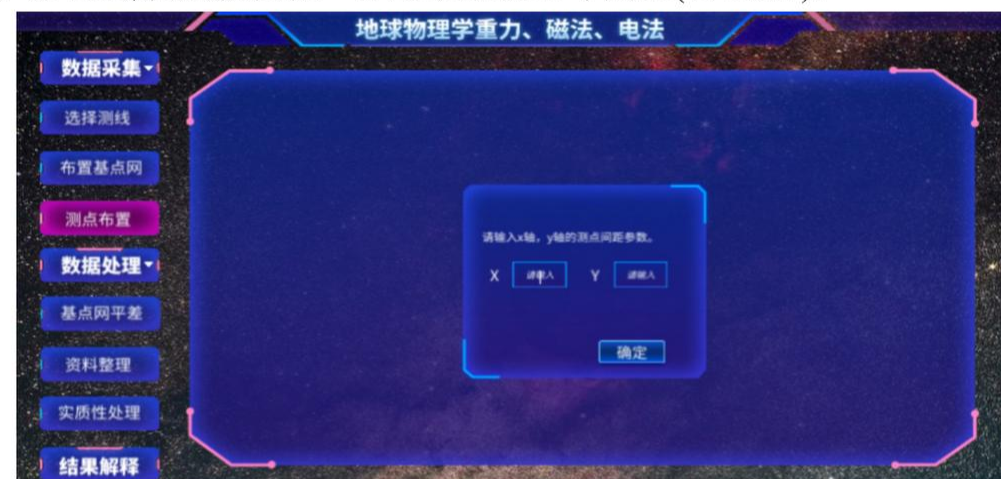 地球物理学重力、磁法、电法
数据采集
选择测线
布置基点网
测点布置
数据处理
基点网平差
资料整理
实质性处理
结果解释
请输入x轴，y轴的测点间距参数。
X 请输入 Y 请输入
确定